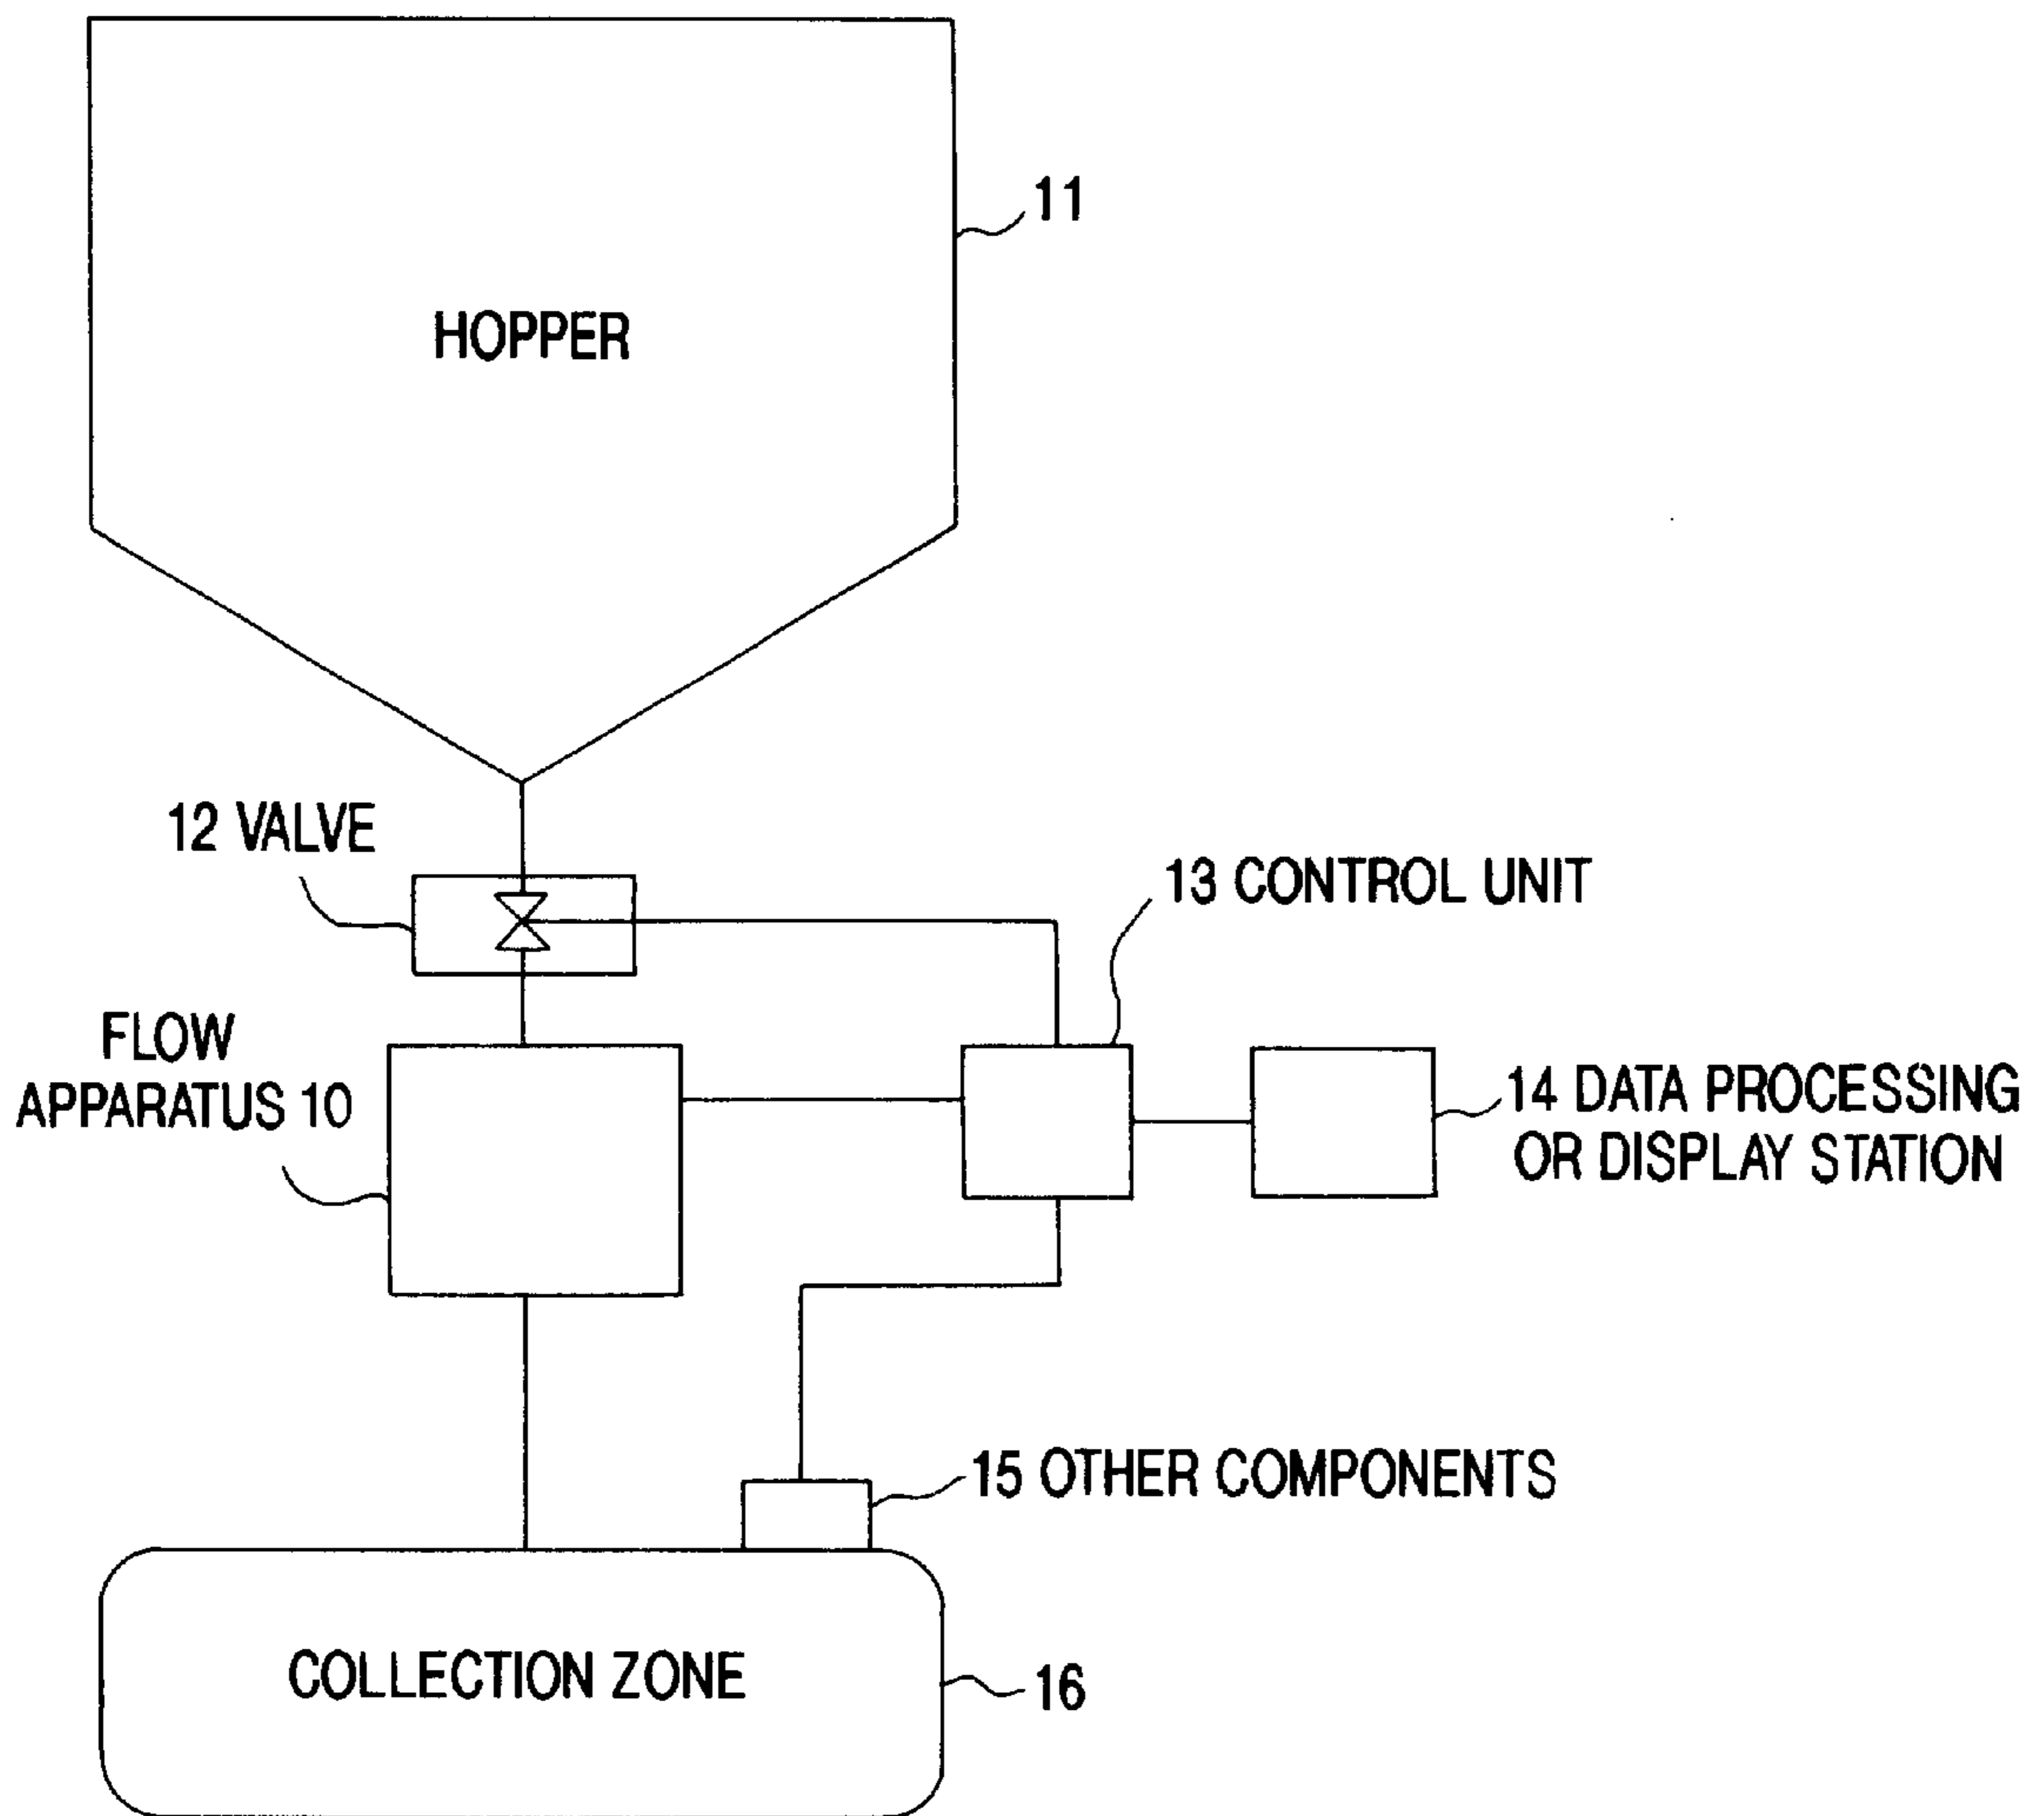 11
HOPPER
12 VALVE
13 CONTROL UNIT
FLOW
APPARATUS 10
14 DATA PROCESSING
OR DISPLAY STATION
15 OTHER COMPONENTS
COLLECTION ZONE
16